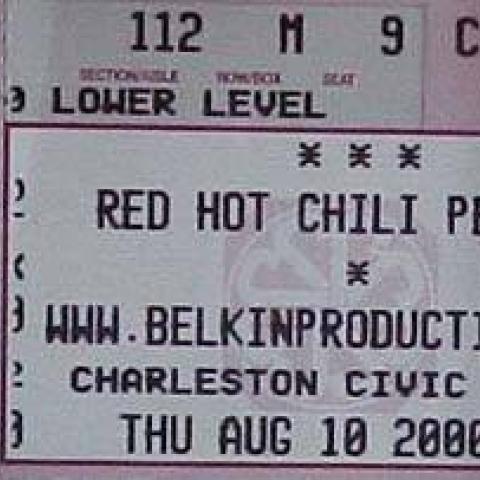 112 M 9 C
SECTION/AISLE ROW/BOX SEAT
LOWER LEVEL
* * *
RED HOT CHILI PE
*
WWW.BELKINPRODUCTI
CHARLESTON CIVIC
THU AUG 10 2000